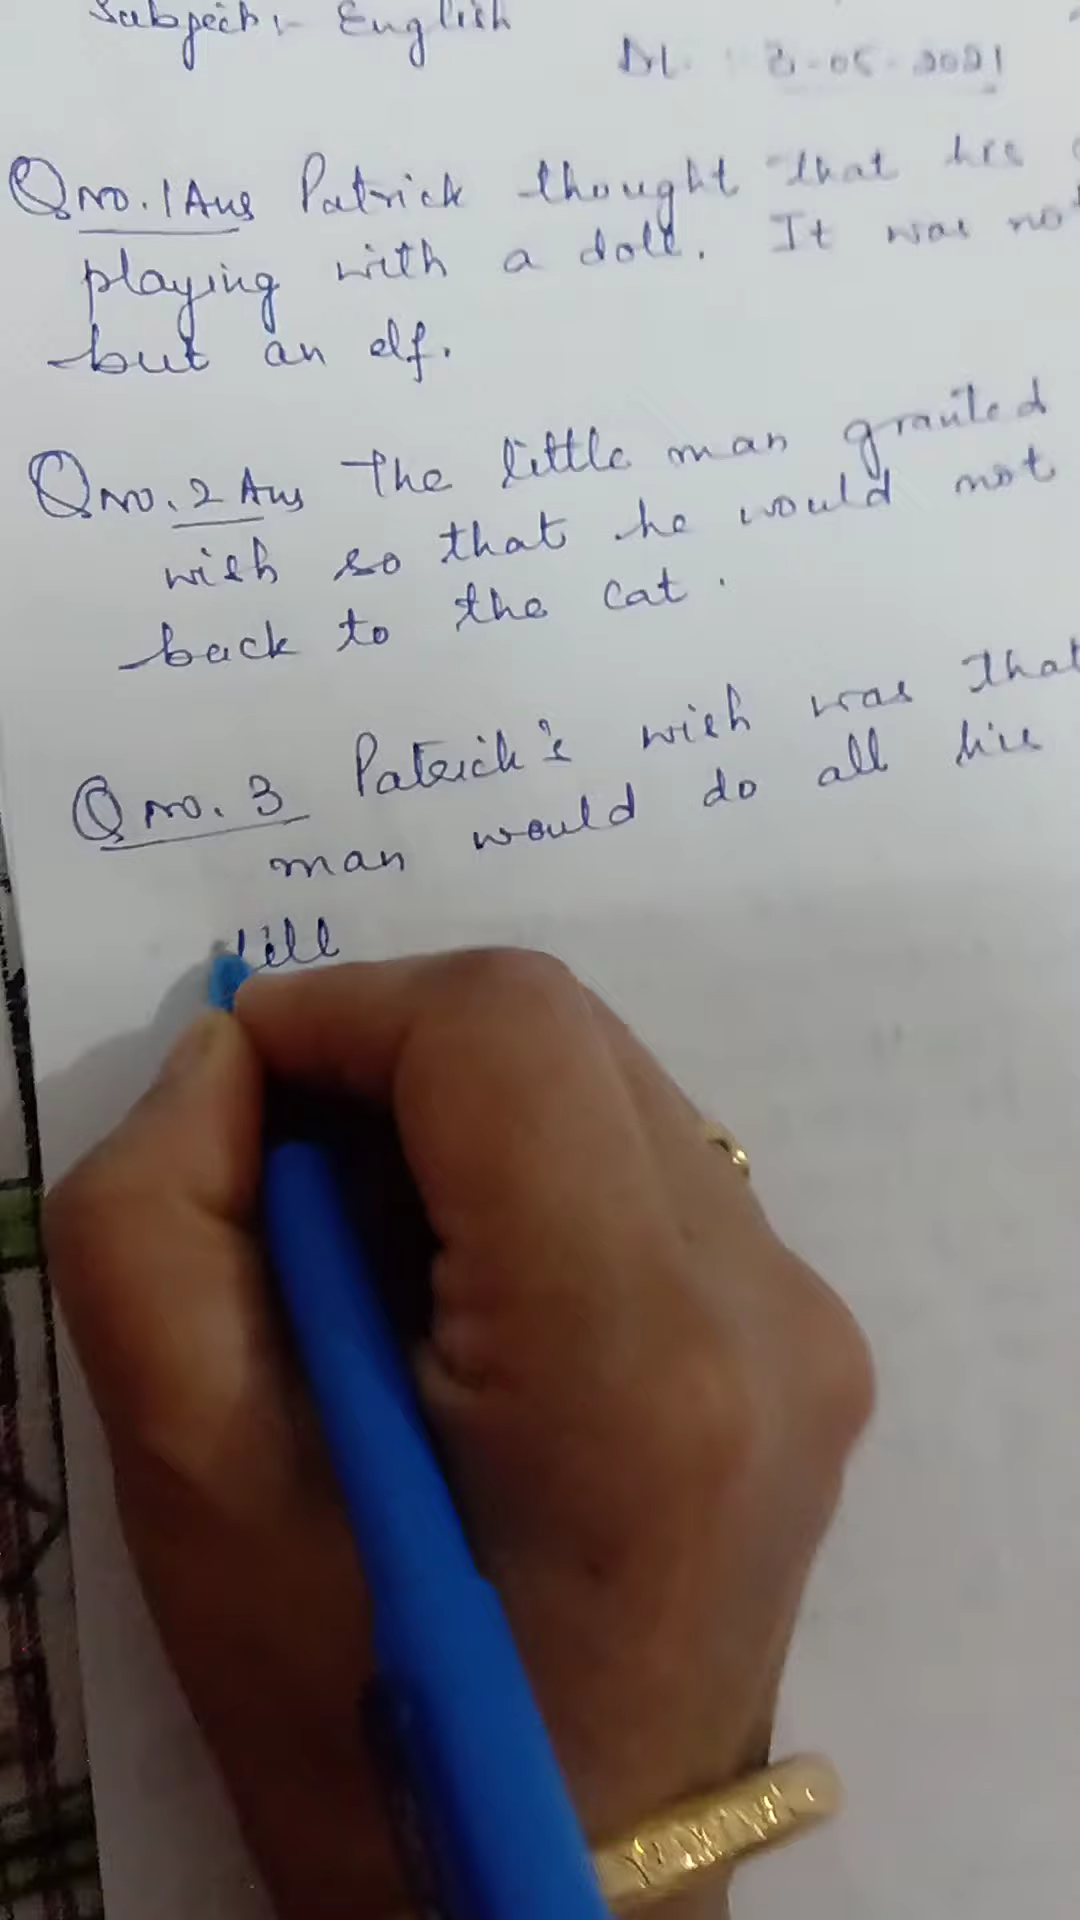 Subject:- English
Dt. 3-05-2021
Q no. 1 Ans Patrick thought that his
playing with a doll. It was not
but an elf.
Q no. 2 Ans The little man granted
wish so that he would not
back to the cat.
Q no. 3 Patrick's wish was that
man would do all his
till